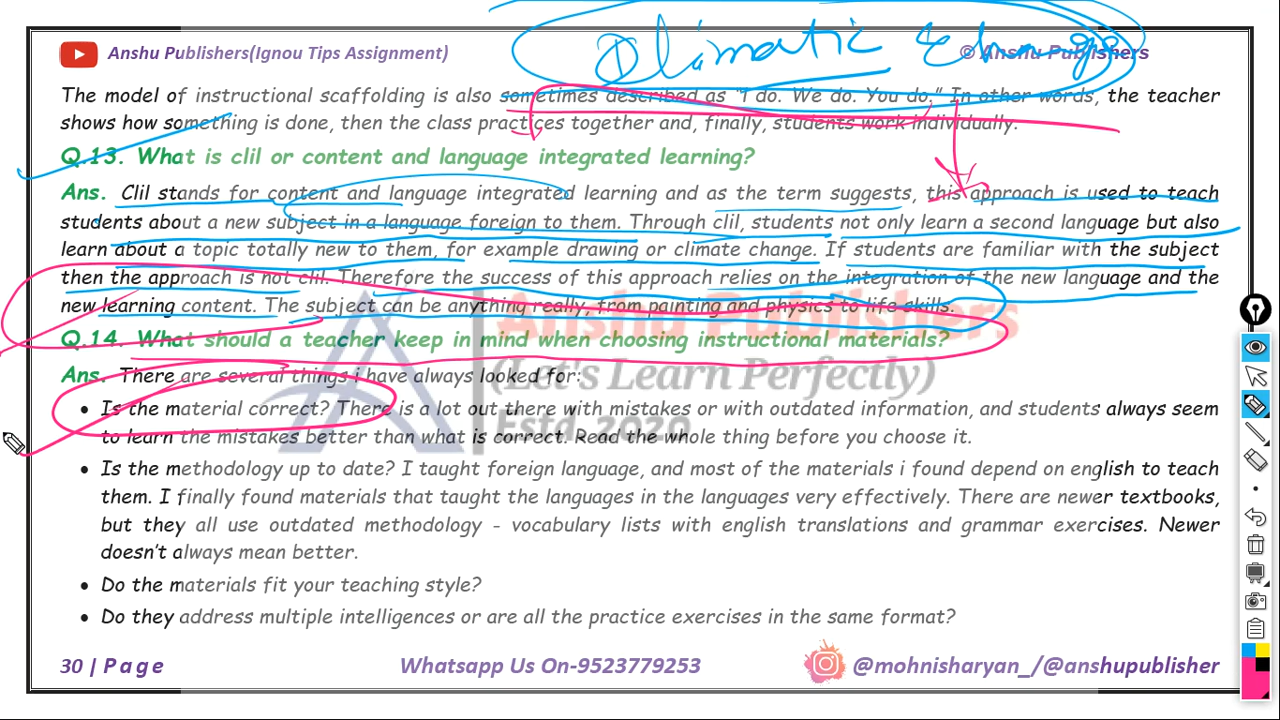 Dlimatic Change
Anshu Publishers(Ignou Tips Assignment) © Anshu Publishers
The model of instructional scaffolding is also sometimes described as "I do. We do. You do." In other words, the teacher
shows how something is done, then the class practices together and, finally, students work individually.
Q.13. What is clil or content and language integrated learning?
Ans. Clil stands for content and language integrated learning and as the term suggests, this approach is used to teach
students about a new subject in a language foreign to them. Through clil, students not only learn a second language but also
learn about a topic totally new to them, for example drawing or climate change. If students are familiar with the subject
then the approach is not clil. Therefore the success of this approach relies on the integration of the new language and the
new learning content. The subject can be anything really, from painting and physics to life skills.
Anshu Publishers
Q.14. What should a teacher keep in mind when choosing instructional materials?
(Let's Learn Perfectly)
Ans. There are several things i have always looked for:
• Is the material correct? There is a lot out there with mistakes or with outdated information, and students always seem
to learn the mistakes better than what is correct. Read the whole thing before you choose it.
Estd. 2020
• Is the methodology up to date? I taught foreign language, and most of the materials i found depend on english to teach
them. I finally found materials that taught the languages in the languages very effectively. There are newer textbooks,
but they all use outdated methodology - vocabulary lists with english translations and grammar exercises. Newer
doesn't always mean better.
• Do the materials fit your teaching style?
• Do they address multiple intelligences or are all the practice exercises in the same format?
30 | Page Whatsapp Us On-9523779253 @mohnisharyan_/@anshupublisher